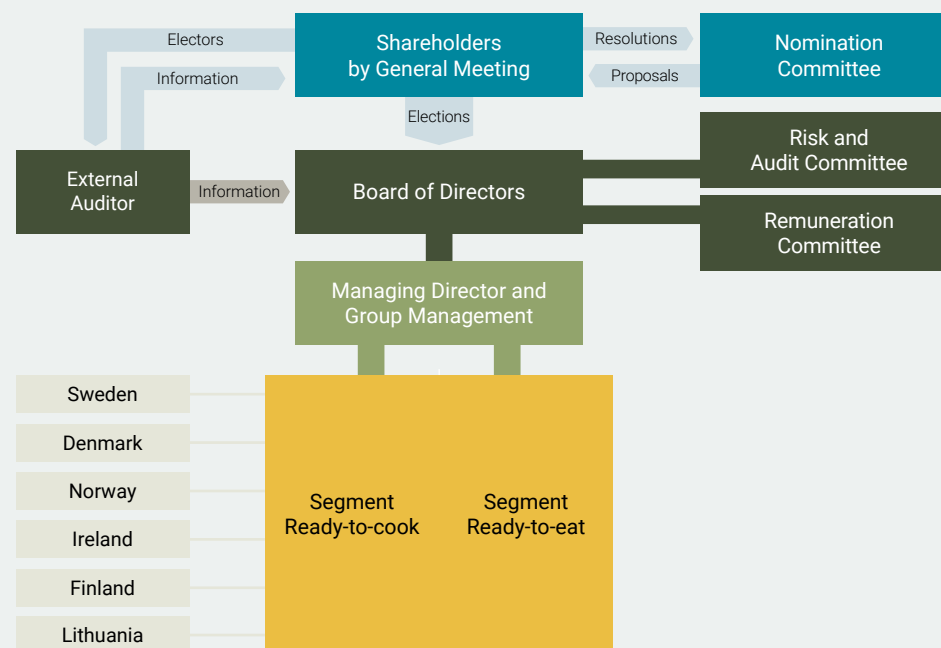 Electors
Shareholders
by General Meeting
Resolutions
Nomination
Committee
Information
Proposals
Elections
External
Auditor
Information
Board of Directors
Risk and
Audit Committee
Remuneration
Committee
Managing Director and
Group Management
Sweden
Denmark
Norway
Ireland
Finland
Lithuania
Segment
Ready-to-cook
Segment
Ready-to-eat